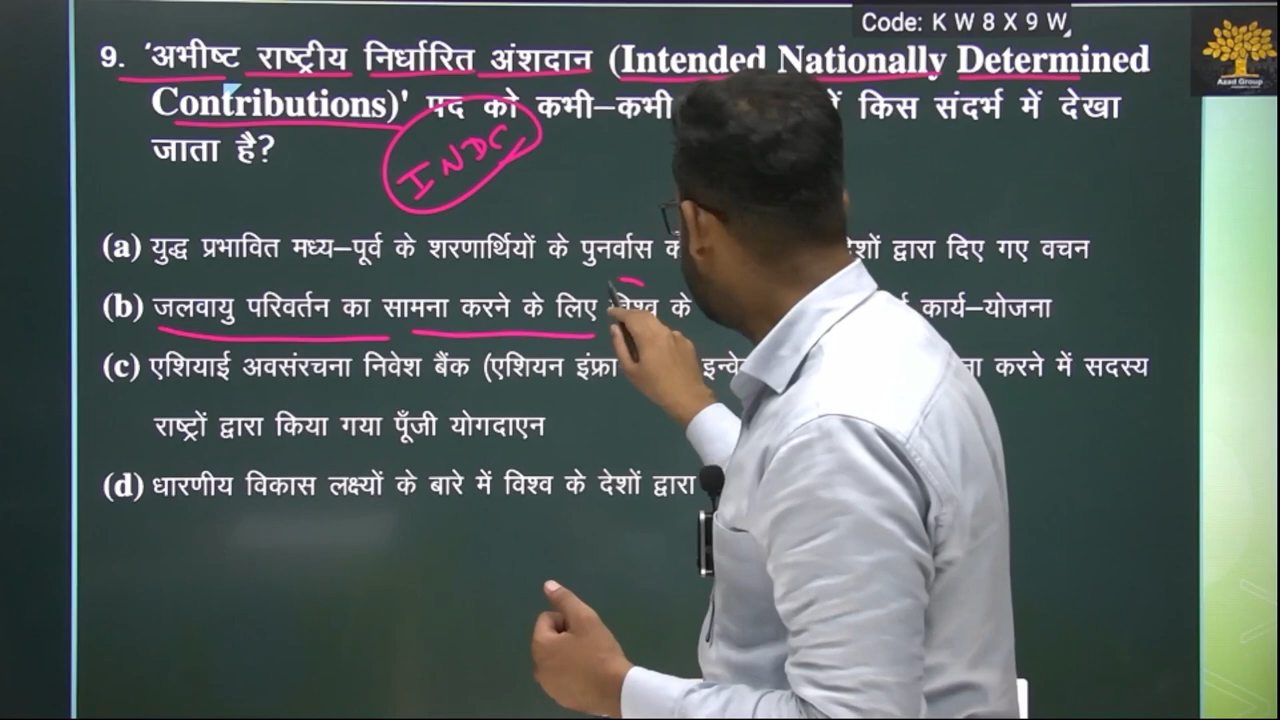 Code: K W 8 X 9 W
9. 'अभीष्ट राष्ट्रीय निर्धारित अंशदान (Intended Nationally Determined
Contributions)' पद को कभी–कभी में किस संदर्भ में देखा
जाता है?
INDC
(a) युद्ध प्रभावित मध्य–पूर्व के शरणार्थियों के पुनर्वास द्वारा दिए गए वचन
(b) जलवायु परिवर्तन का सामना करने के लिए विश्व के कार्य–योजना
(c) एशियाई अवसंरचना निवेश बैंक (एशियन करने में सदस्य
राष्ट्रों द्वारा किया गया पूँजी योगदाएन
(d) धारणीय विकास लक्ष्यों के बारे में विश्व के देशों द्वारा
Azad Group